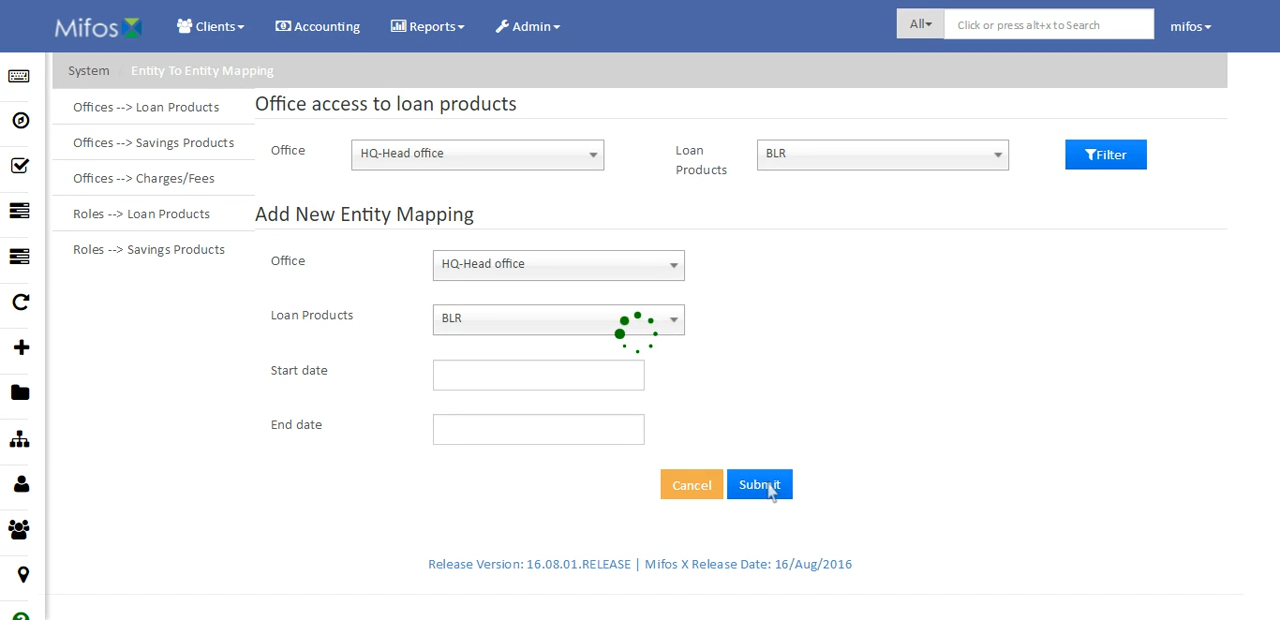 Mifos Clients Accounting Reports Admin All Click or press alt+x to Search mifos
System / Entity To Entity Mapping
Offices --> Loan Products
Offices --> Savings Products
Offices --> Charges/Fees
Roles --> Loan Products
Roles --> Savings Products
Office access to loan products
Office HQ-Head office Loan Products BLR Filter
Add New Entity Mapping
Office HQ-Head office
Loan Products BLR
Start date
End date
Cancel Submit
Release Version: 16.08.01.RELEASE | Mifos X Release Date: 16/Aug/2016